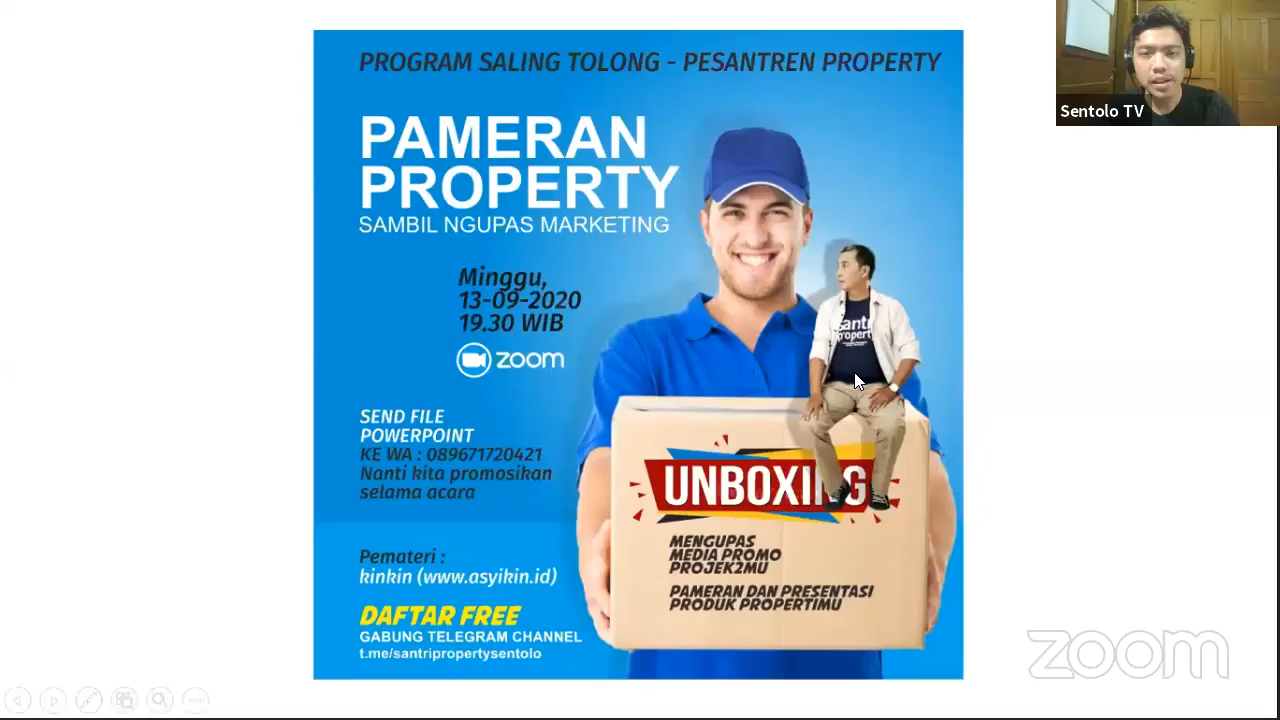 PROGRAM SALING TOLONG - PESANTREN PROPERTY
PAMERAN
PROPERTY
SAMBIL NGUPAS MARKETING
Minggu,
13-09-2020
19.30 WIB
zoom
SEND FILE
POWERPOINT
KE WA : 089671720421
Nanti kita promosikan
selama acara
Pemateri :
kinkin (www.asyikin.id)
DAFTAR FREE
GABUNG TELEGRAM CHANNEL
t.me/santripropertysentolo
santri
property
UNBOXING
MENGUPAS
MEDIA PROMO
PROJEK2MU
PAMERAN DAN PRESENTASI
PRODUK PROPERTIMU
Sentolo TV
zoom